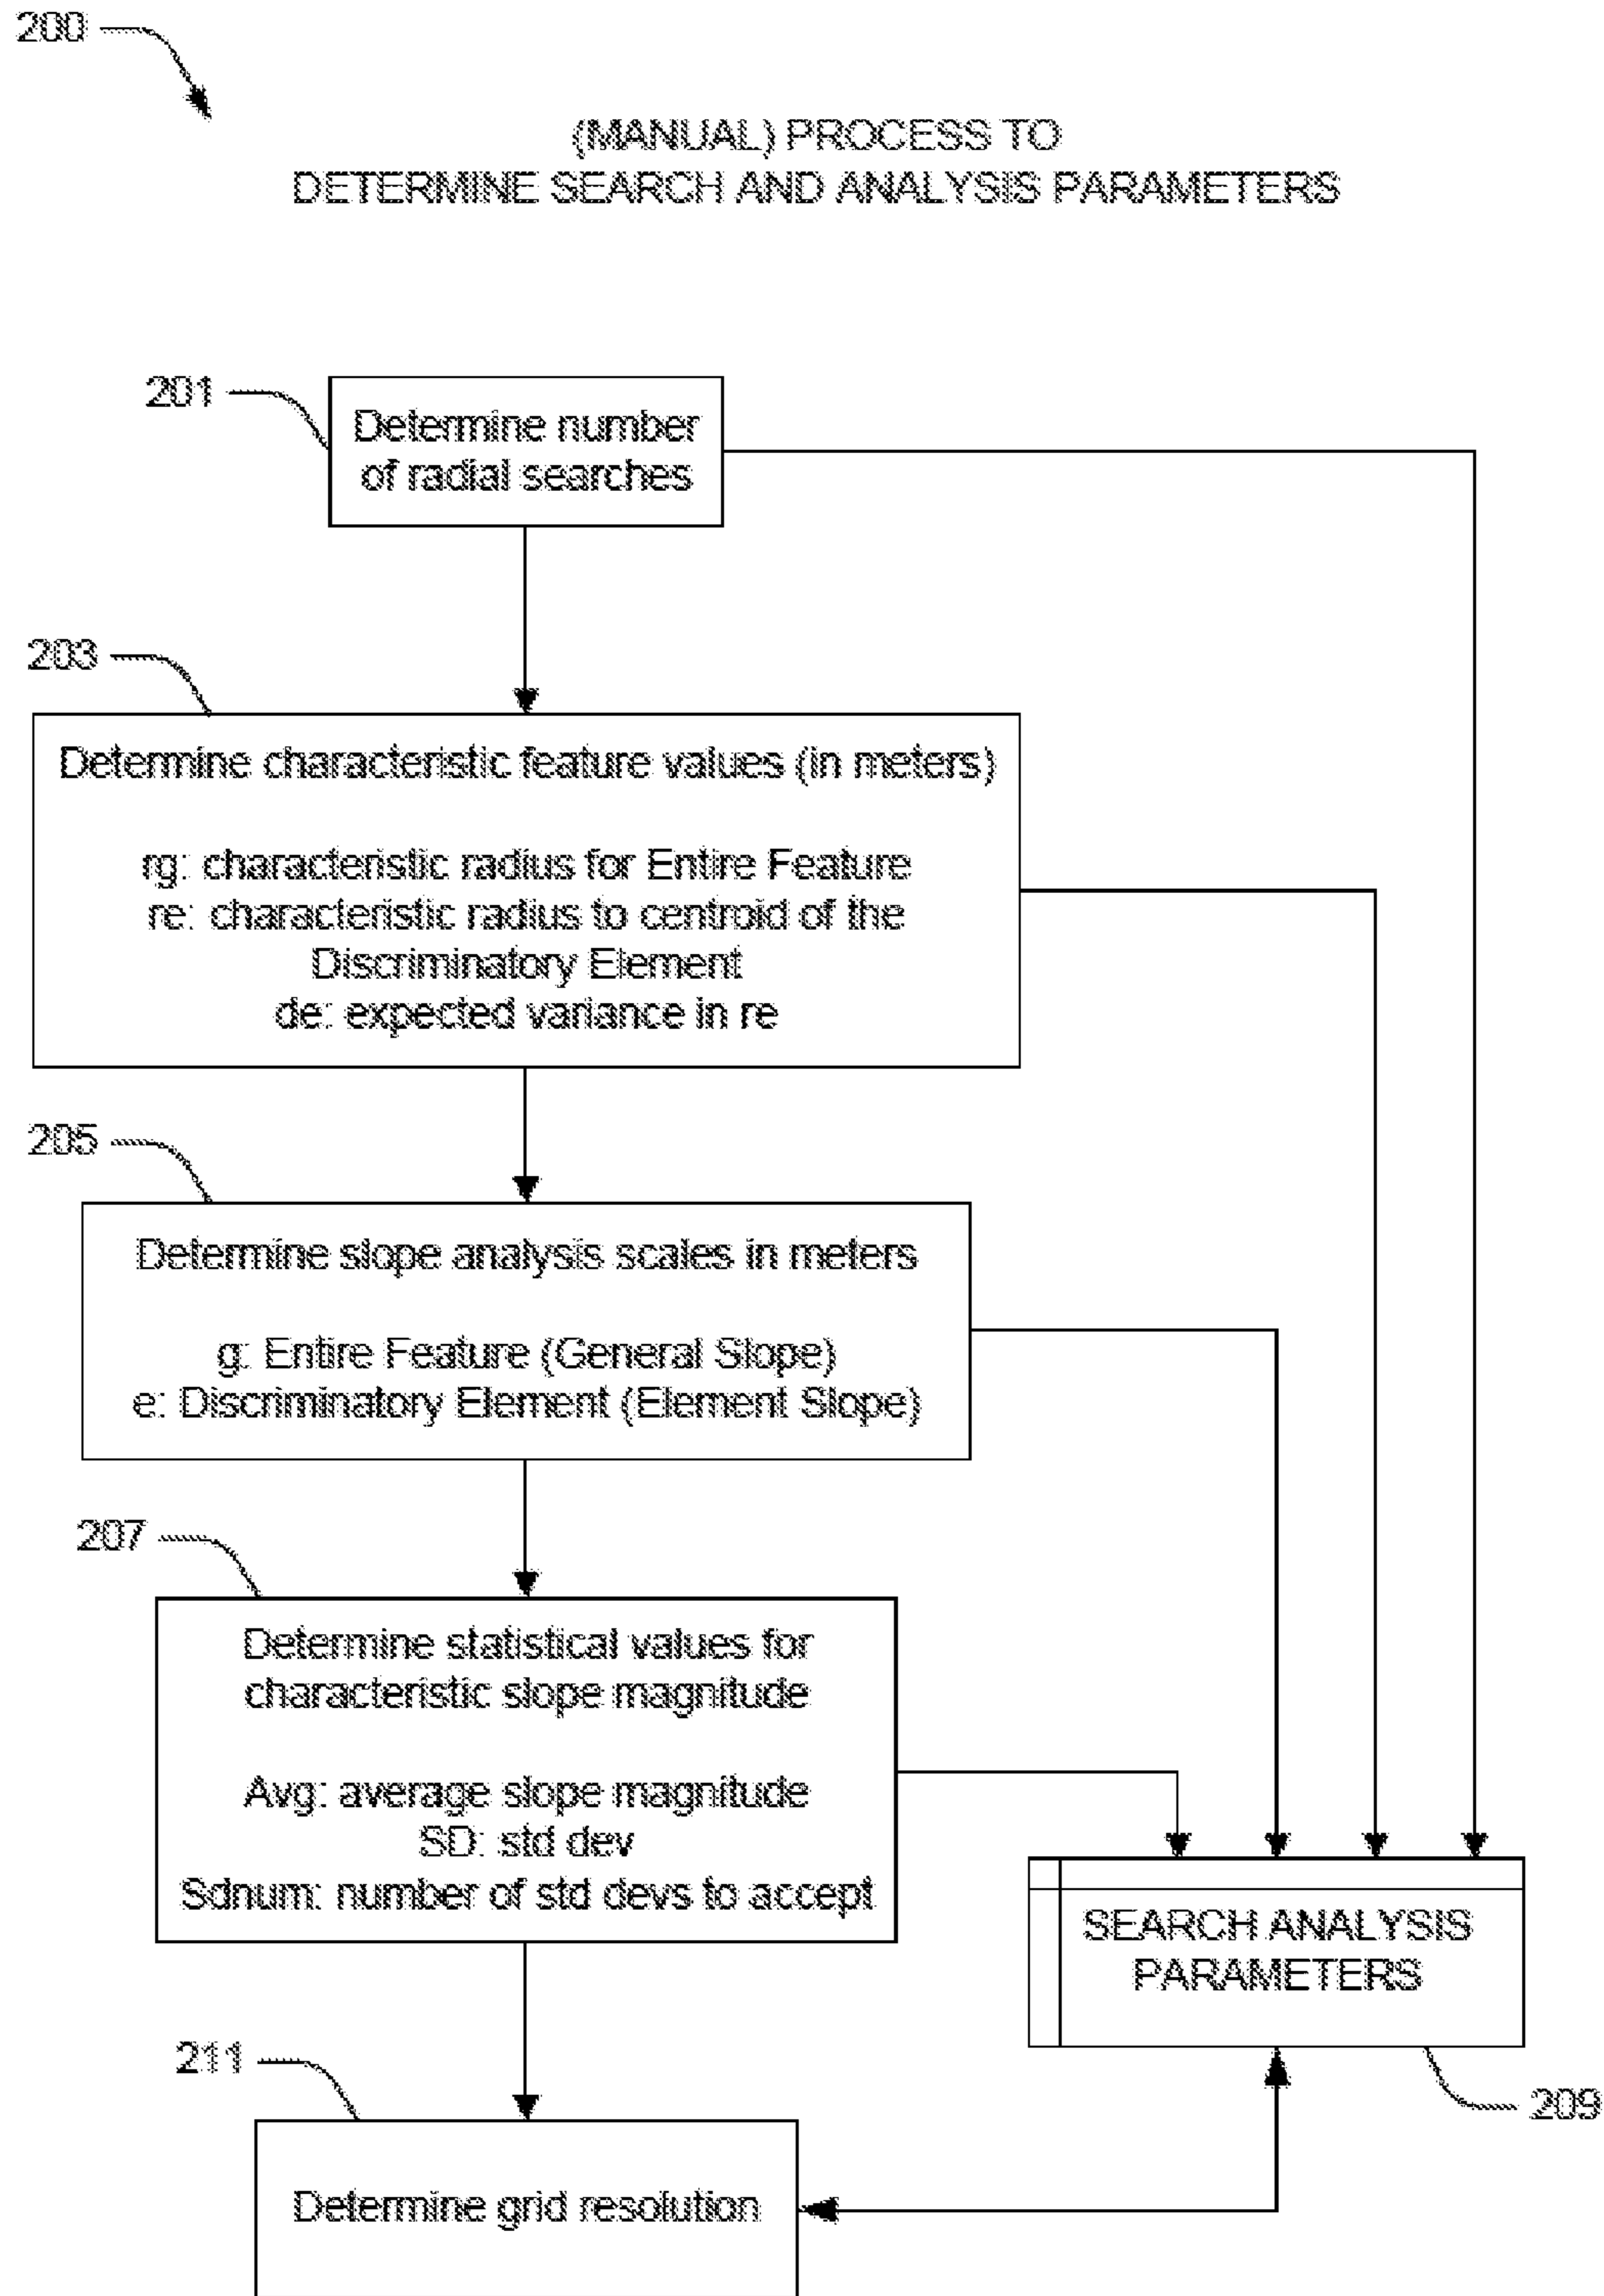 200
(MANUAL) PROCESS TO
DETERMINE SEARCH AND ANALYSIS PARAMETERS
201
Determine number
of radial searches
203
Determine characteristic feature values (in meters)
rg: characteristic radius for Entire Feature
re: characteristic radius to centroid of the
Discriminatory Element
de: expected variance in re
205
Determine slope analysis scales in meters
g: Entire Feature (General Slope)
e: Discriminatory Element (Element Slope)
207
Determine statistical values for
characteristic slope magnitude
Avg: average slope magnitude
SD: std dev
Sdnum: number of std devs to accept
SEARCH ANALYSIS
PARAMETERS
209
211
Determine grid resolution